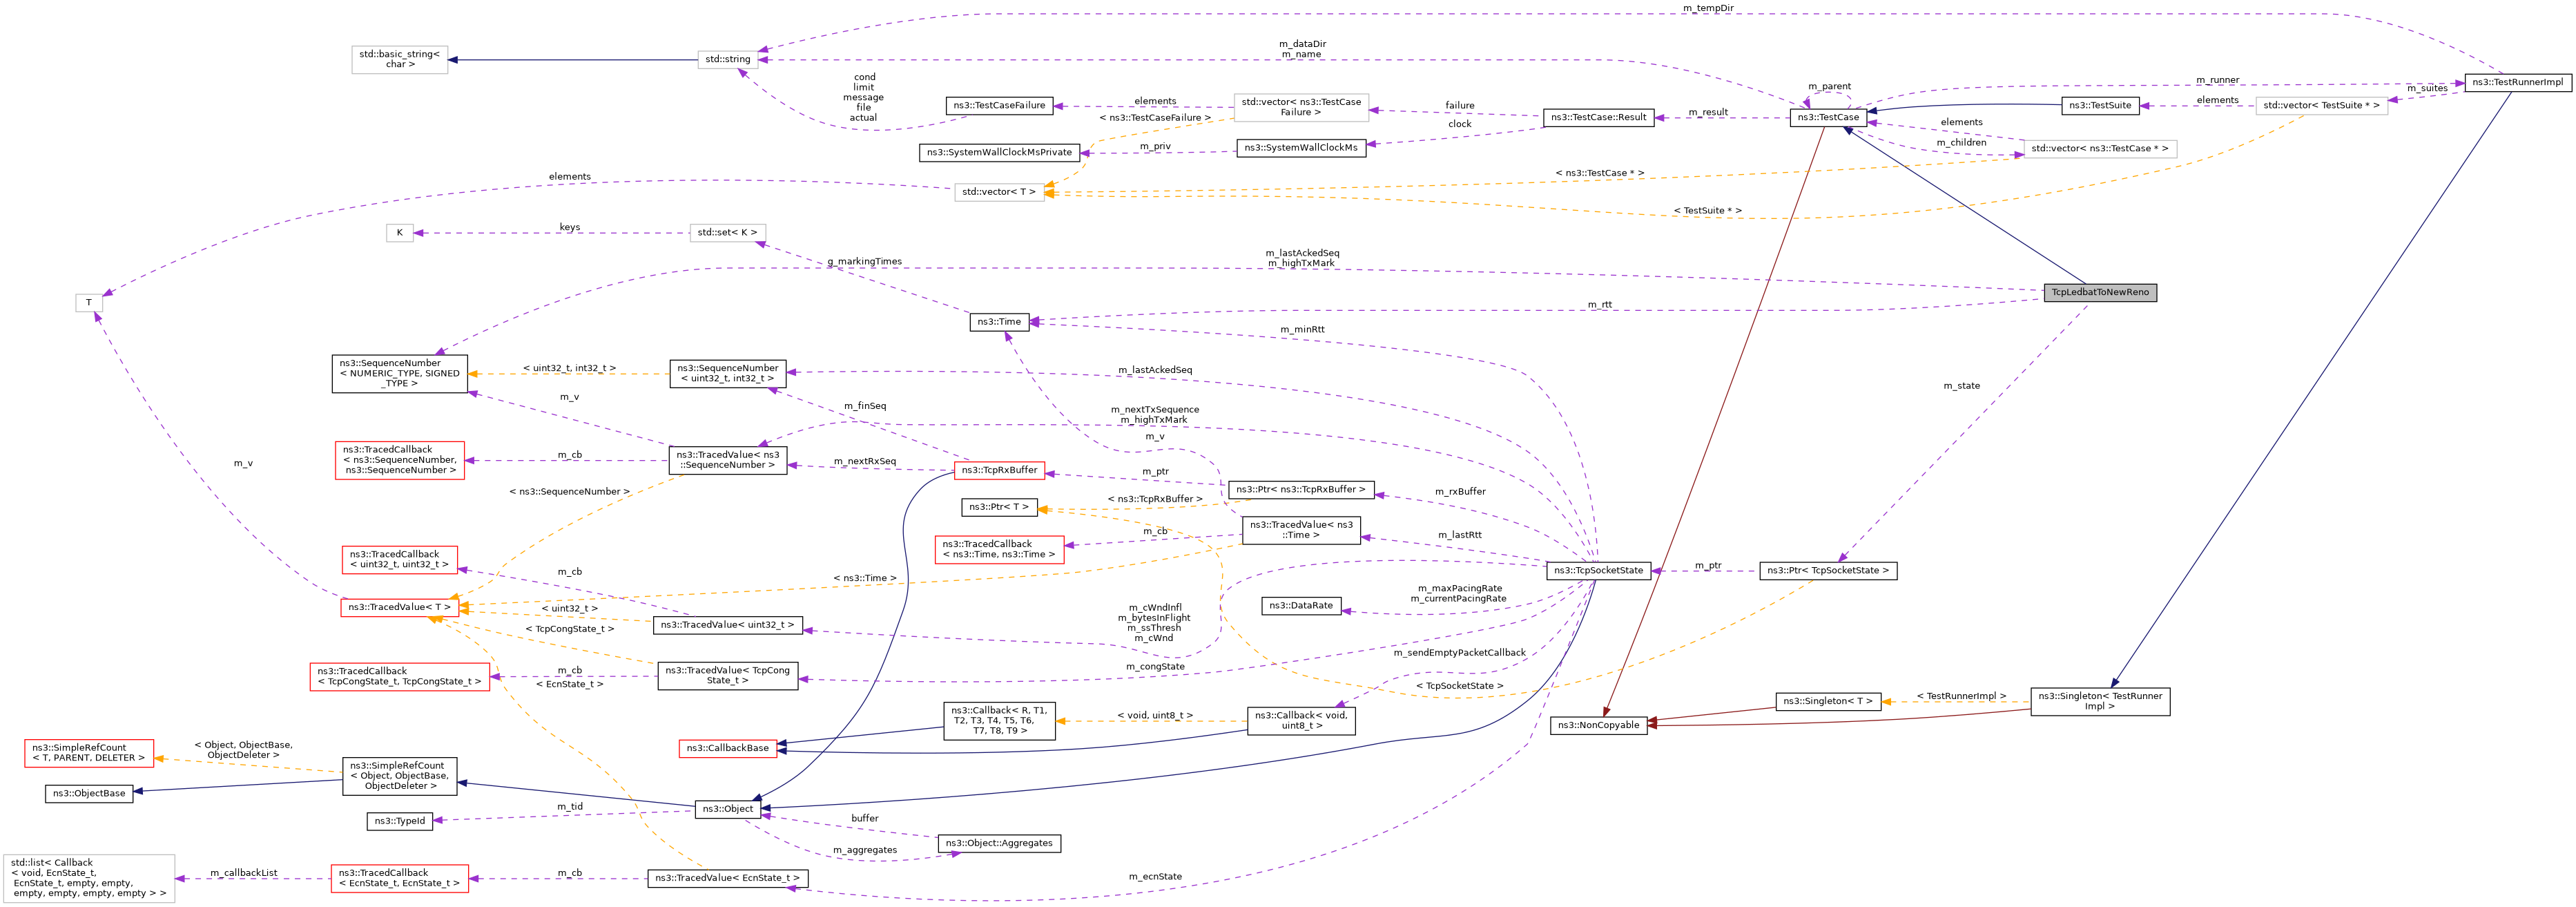 m_tempDir
std::basic_string<
char >
std::string
m_dataDir
m_name
ns3::TestRunnerImpl
m_runner
m_suites
m_parent
cond
limit
message
file
actual
ns3::TestCaseFailure
elements
std::vector< ns3::TestCase
Failure >
failure
ns3::TestCase::Result
m_result
ns3::TestCase
ns3::TestSuite
elements
std::vector< TestSuite * >
< ns3::TestCaseFailure >
clock
elements
m_children
std::vector< ns3::TestCase * >
ns3::SystemWallClockMsPrivate
m_priv
ns3::SystemWallClockMs
elements
std::vector< T >
< ns3::TestCase * >
< TestSuite * >
K
keys
std::set< K >
g_markingTimes
m_lastAckedSeq
m_highTxMark
T
TcpLedbatToNewReno
m_rtt
ns3::Time
m_minRtt
ns3::SequenceNumber
< NUMERIC_TYPE, SIGNED
_TYPE >
< uint32_t, int32_t >
ns3::SequenceNumber
< uint32_t, int32_t >
m_lastAckedSeq
m_state
m_v
m_finSeq
m_nextTxSequence
m_highTxMark
m_v
ns3::TracedCallback
< ns3::SequenceNumber,
ns3::SequenceNumber >
m_cb
ns3::TracedValue< ns3
::SequenceNumber >
m_nextRxSeq
ns3::TcpRxBuffer
m_ptr
m_v
< ns3::SequenceNumber >
ns3::Ptr< T >
< ns3::TcpRxBuffer >
ns3::Ptr< ns3::TcpRxBuffer >
m_rxBuffer
ns3::TracedValue< ns3
::Time >
m_cb
m_lastRtt
ns3::TracedCallback
< ns3::Time, ns3::Time >
ns3::TracedCallback
< uint32_t, uint32_t >
m_cb
< ns3::Time >
ns3::TcpSocketState
m_ptr
ns3::Ptr< TcpSocketState >
ns3::TracedValue< T >
< uint32_t >
m_cWndInfl
m_bytesInFlight
m_ssThresh
m_cWnd
ns3::DataRate
m_maxPacingRate
m_currentPacingRate
< TcpCongState_t >
ns3::TracedValue< uint32_t >
ns3::TracedCallback
< TcpCongState_t, TcpCongState_t >
m_cb
< EcnState_t >
ns3::TracedValue< TcpCong
State_t >
m_congState
m_sendEmptyPacketCallback
< TcpSocketState >
ns3::Callback< R, T1,
T2, T3, T4, T5, T6,
T7, T8, T9 >
< void, uint8_t >
ns3::Callback< void,
uint8_t >
ns3::NonCopyable
ns3::Singleton< T >
< TestRunnerImpl >
ns3::Singleton< TestRunner
Impl >
ns3::CallbackBase
ns3::SimpleRefCount
< T, PARENT, DELETER >
< Object, ObjectBase,
ObjectDeleter >
ns3::SimpleRefCount
< Object, ObjectBase,
ObjectDeleter >
ns3::ObjectBase
ns3::TypeId
m_tid
ns3::Object
buffer
m_aggregates
ns3::Object::Aggregates
std::list< Callback
< void, EcnState_t,
EcnState_t, empty, empty,
empty, empty, empty, empty > >
m_callbackList
ns3::TracedCallback
< EcnState_t, EcnState_t >
m_cb
ns3::TracedValue< EcnState_t >
m_ecnState